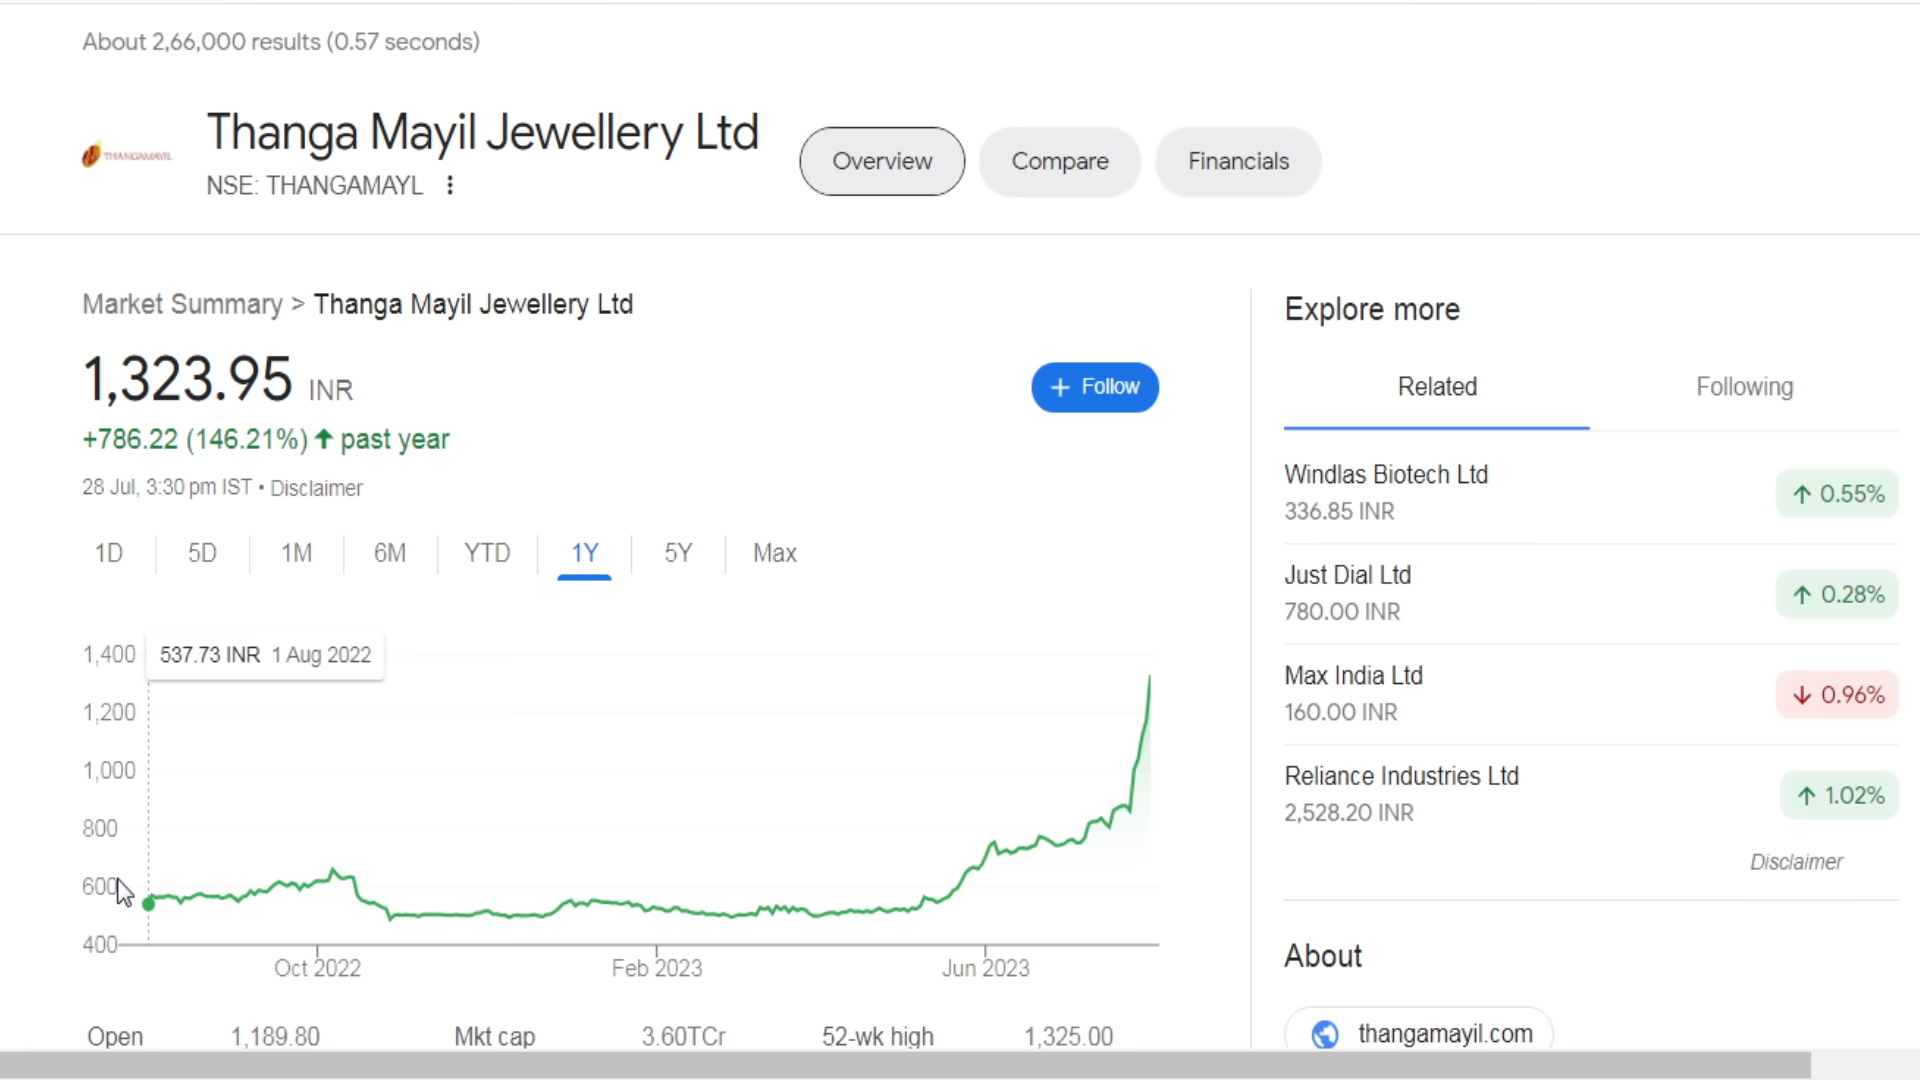 About 2,66,000 results (0.57 seconds)
THANGAMAYIL
Thanga Mayil Jewellery Ltd
NSE: THANGAMAYL
Overview
Compare
Financials
Market Summary > Thanga Mayil Jewellery Ltd
1,323.95 INR
+ Follow
+786.22 (146.21%) ↑ past year
28 Jul, 3:30 pm IST • Disclaimer
1D 5D 1M 6M YTD 1Y 5Y Max
537.73 INR 1 Aug 2022
1,400
1,200
1,000
800
600
400
Oct 2022 Feb 2023 Jun 2023
Open 1,189.80 Mkt cap 3.60TCr 52-wk high 1,325.00
Explore more
Related Following
Windlas Biotech Ltd
336.85 INR
↑ 0.55%
Just Dial Ltd
780.00 INR
↑ 0.28%
Max India Ltd
160.00 INR
↓ 0.96%
Reliance Industries Ltd
2,528.20 INR
↑ 1.02%
Disclaimer
About
thangamayil.com